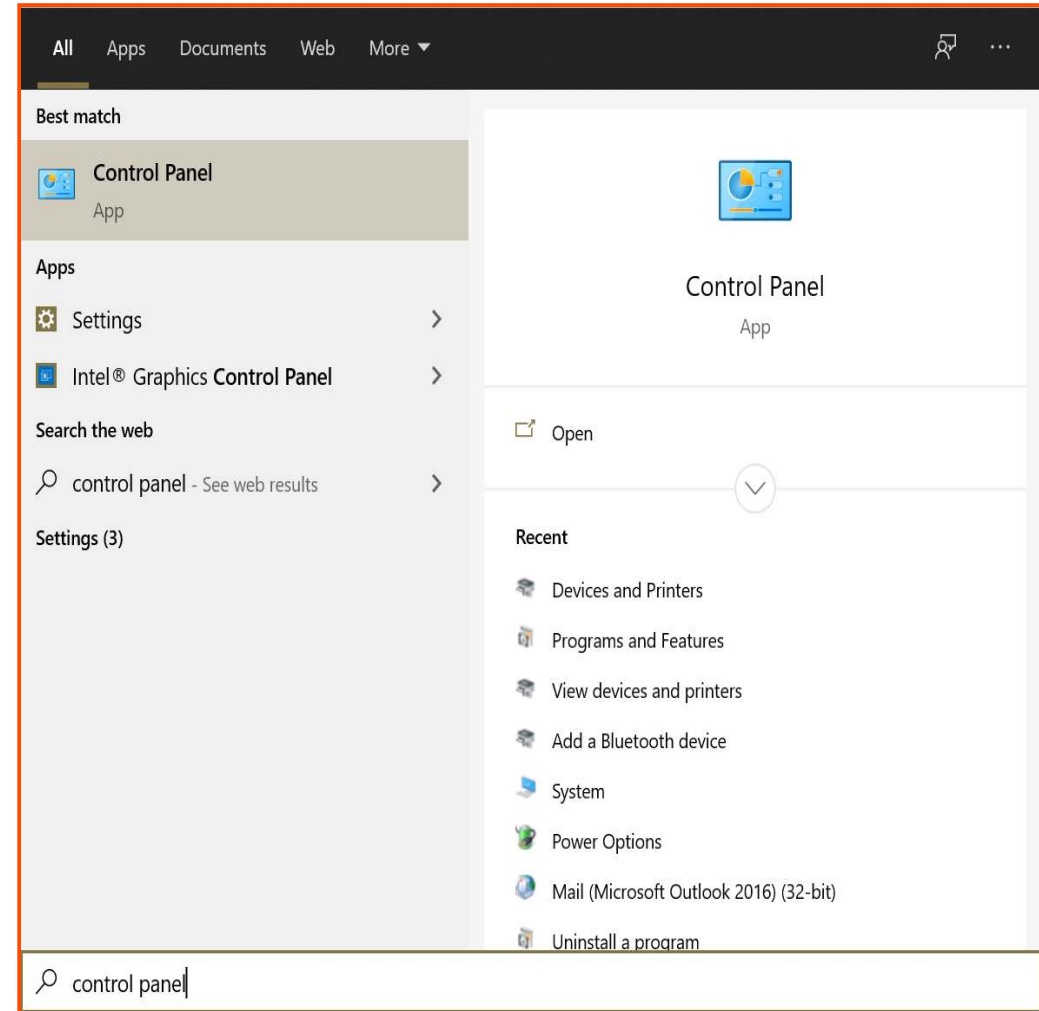 All Apps Documents Web More
Best match
Control Panel
App
Apps
Settings
Intel® Graphics Control Panel
Search the web
control panel - See web results
Settings (3)
Control Panel
App
Open
Recent
Devices and Printers
Programs and Features
View devices and printers
Add a Bluetooth device
System
Power Options
Mail (Microsoft Outlook 2016) (32-bit)
Uninstall a program
control panel